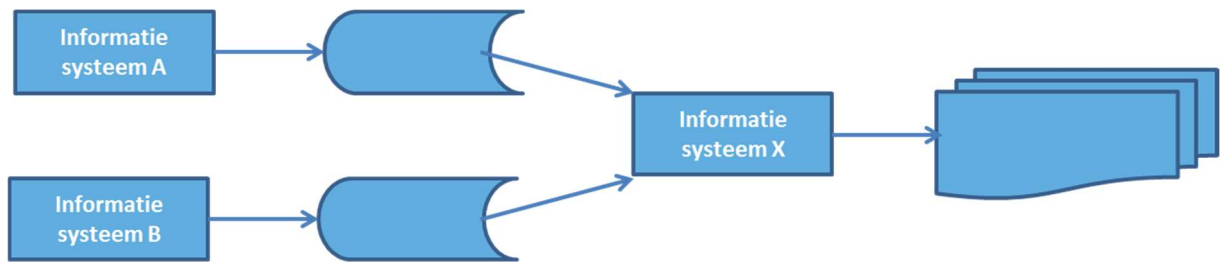 Informatie
systeem A
Informatie
systeem X
Informatie
systeem B